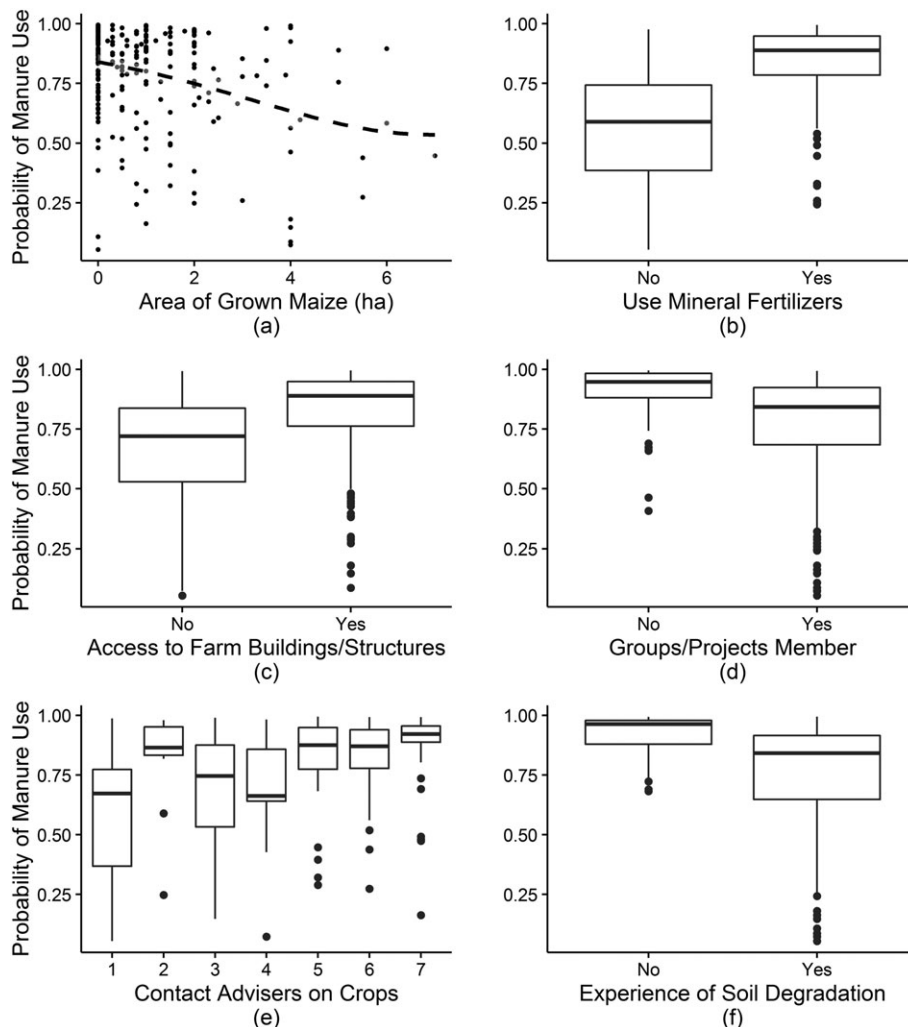 Probability of Manure Use
1.00
0.75
0.50
0.25
0 2 4 6
Area of Grown Maize (ha)
(a)
1.00
0.75
0.50
0.25
Probability of Manure Use
No Yes
Use Mineral Fertilizers
(b)
Probability of Manure Use
1.00
0.75
0.50
0.25
No Yes
Access to Farm Buildings/Structures
(c)
1.00
0.75
0.50
0.25
No Yes
Groups/Projects Member
(d)
Probability of Manure Use
1.00
0.75
0.50
0.25
1 2 3 4 5 6 7
Contact Advisers on Crops
(e)
1.00
0.75
0.50
0.25
No Yes
Experience of Soil Degradation
(f)